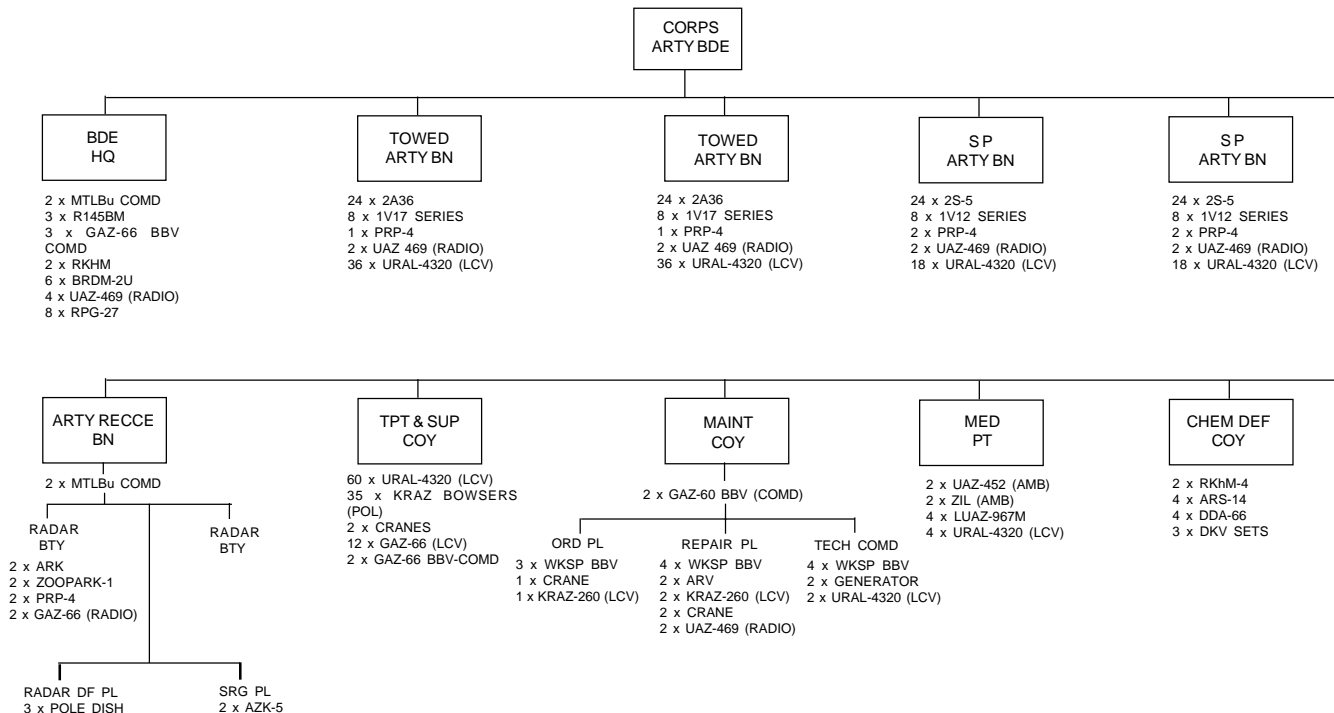 CORPS
ARTY BDE
BDE
HQ
2 x MTLBu COMD
3 x R145BM
3 x GAZ-66 BBV
COMD
2 x RKHM
6 x BRDM-2U
4 x UAZ-469 (RADIO)
8 x RPG-27
TOWED
ARTY BN
24 x 2A36
8 x 1V17 SERIES
1 x PRP-4
2 x UAZ 469 (RADIO)
36 x URAL-4320 (LCV)
TOWED
ARTY BN
24 x 2A36
8 x 1V17 SERIES
1 x PRP-4
2 x UAZ 469 (RADIO)
36 x URAL-4320 (LCV)
S P
ARTY BN
24 x 2S-5
8 x 1V12 SERIES
2 x PRP-4
2 x UAZ-469 (RADIO)
18 x URAL-4320 (LCV)
S P
ARTY BN
24 x 2S-5
8 x 1V12 SERIES
2 x PRP-4
2 x UAZ-469 (RADIO)
18 x URAL-4320 (LCV)
ARTY RECCE
BN
2 x MTLBu COMD
RADAR
BTY
2 x ARK
2 x ZOOPARK-1
2 x PRP-4
2 x GAZ-66 (RADIO)
RADAR
BTY
RADAR DF PL
3 x POLE DISH
SRG PL
2 x AZK-5
TPT & SUP
COY
60 x URAL-4320 (LCV)
35 x KRAZ BOWSERS
(POL)
2 x CRANES
12 x GAZ-66 (LCV)
2 x GAZ-66 BBV-COMD
MAINT
COY
2 x GAZ-60 BBV (COMD)
ORD PL
3 x WKSP BBV
1 x CRANE
1 x KRAZ-260 (LCV)
REPAIR PL
4 x WKSP BBV
2 x ARV
2 x KRAZ-260 (LCV)
2 x CRANE
2 x UAZ-469 (RADIO)
TECH COMD
4 x WKSP BBV
2 x GENERATOR
2 x URAL-4320 (LCV)
MED
PT
2 x UAZ-452 (AMB)
2 x ZIL (AMB)
4 x LUAZ-967M
4 x URAL-4320 (LCV)
CHEM DEF
COY
2 x RKhM-4
4 x ARS-14
4 x DDA-66
3 x DKV SETS